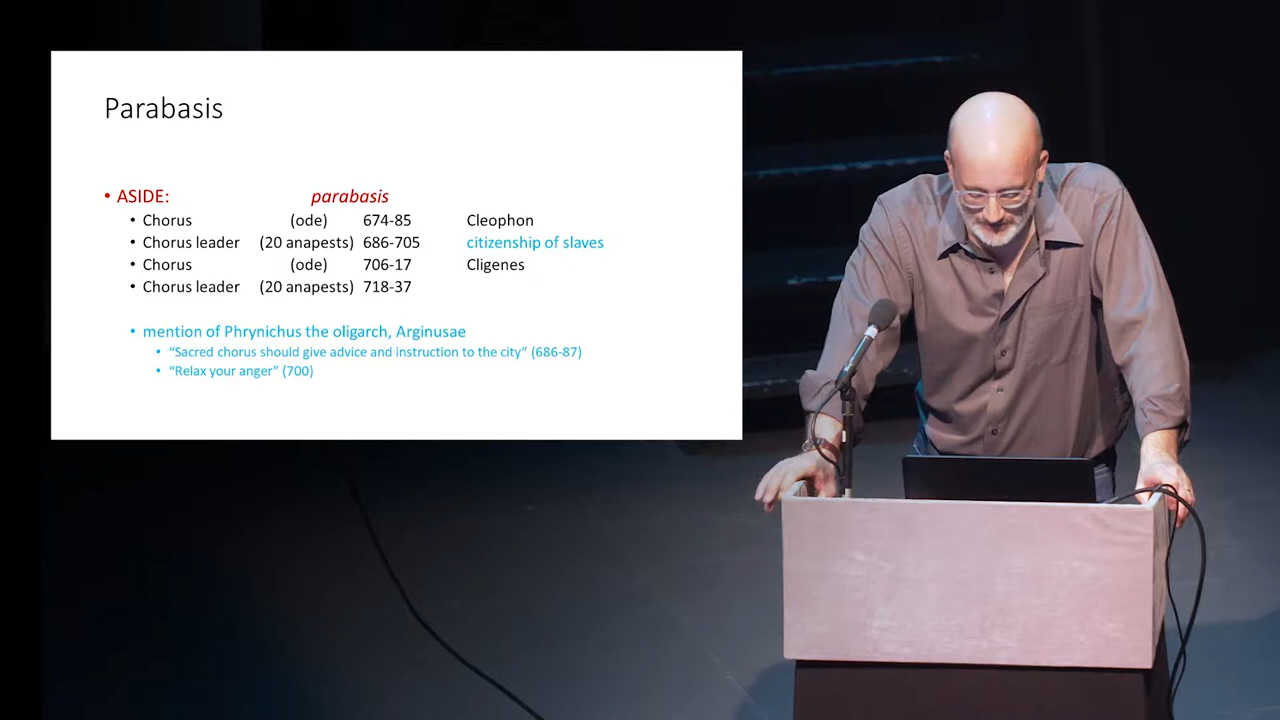 Parabasis
• ASIDE: parabasis
• Chorus (ode) 674-85 Cleophon
• Chorus leader (20 anapests) 686-705 citizenship of slaves
• Chorus (ode) 706-17 Cligenes
• Chorus leader (20 anapests) 718-37
• mention of Phrynichus the oligarch, Arginusae
• “Sacred chorus should give advice and instruction to the city” (686-87)
• “Relax your anger” (700)